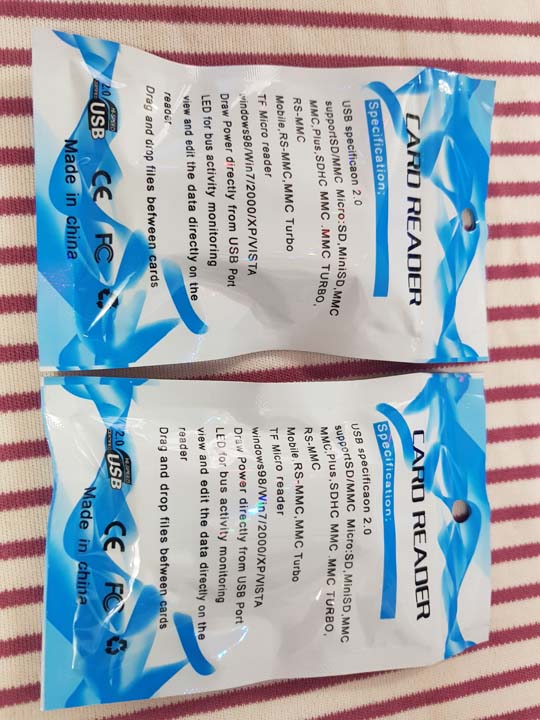 CARD READER
Specification:
USB specificaon 2.0
supportSD/MMC Micro:SD,MiniSD,MMC
MMC,Plus,SDHC MMC .MMC TURBO,
RS-MMC
Mobile,RS-MMC,MMC Turbo
TF Micro reader
windows98/Win7/2000/XP/VISTA
Draw Power directly from USB Port
LED for bus activity monitoring
view and edit the data directly on the
reader
Drag and drop files between cards
2.0 HI-SPEED
USB
CE FC
Made in china
CARD READER
Specification:
USB specificaon 2.0
supportSD/MMC Micro:SD,MiniSD,MMC
MMC,Plus,SDHC MMC .MMC TURBO,
RS-MMC
Mobile,RS-MMC,MMC Turbo
TF Micro reader
windows98/Win7/2000/XP/VISTA
Draw Power directly from USB Port
LED for bus activity monitoring
view and edit the data directly on the
reader
Drag and drop files between cards
2.0 HI-SPEED
USB
CE FC
Made in china